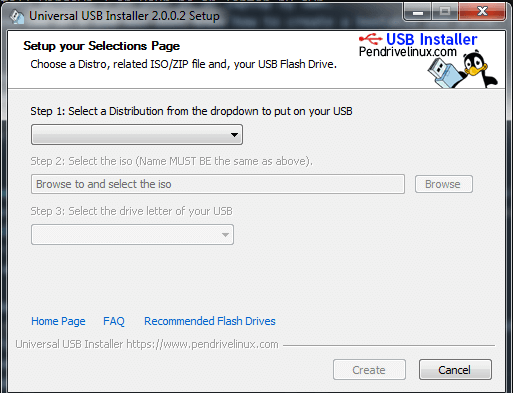 Universal USB Installer 2.0.0.2 Setup
Setup your Selections Page
Choose a Distro, related ISO/ZIP file and, your USB Flash Drive.
USB Installer
Pendrivelinux.com
Step 1: Select a Distribution from the dropdown to put on your USB
Step 2: Select the iso (Name MUST BE the same as above).
Browse to and select the iso
Browse
Step 3: Select the drive letter of your USB
Home Page FAQ Recommended Flash Drives
Universal USB Installer https://www.pendrivelinux.com
Create Cancel